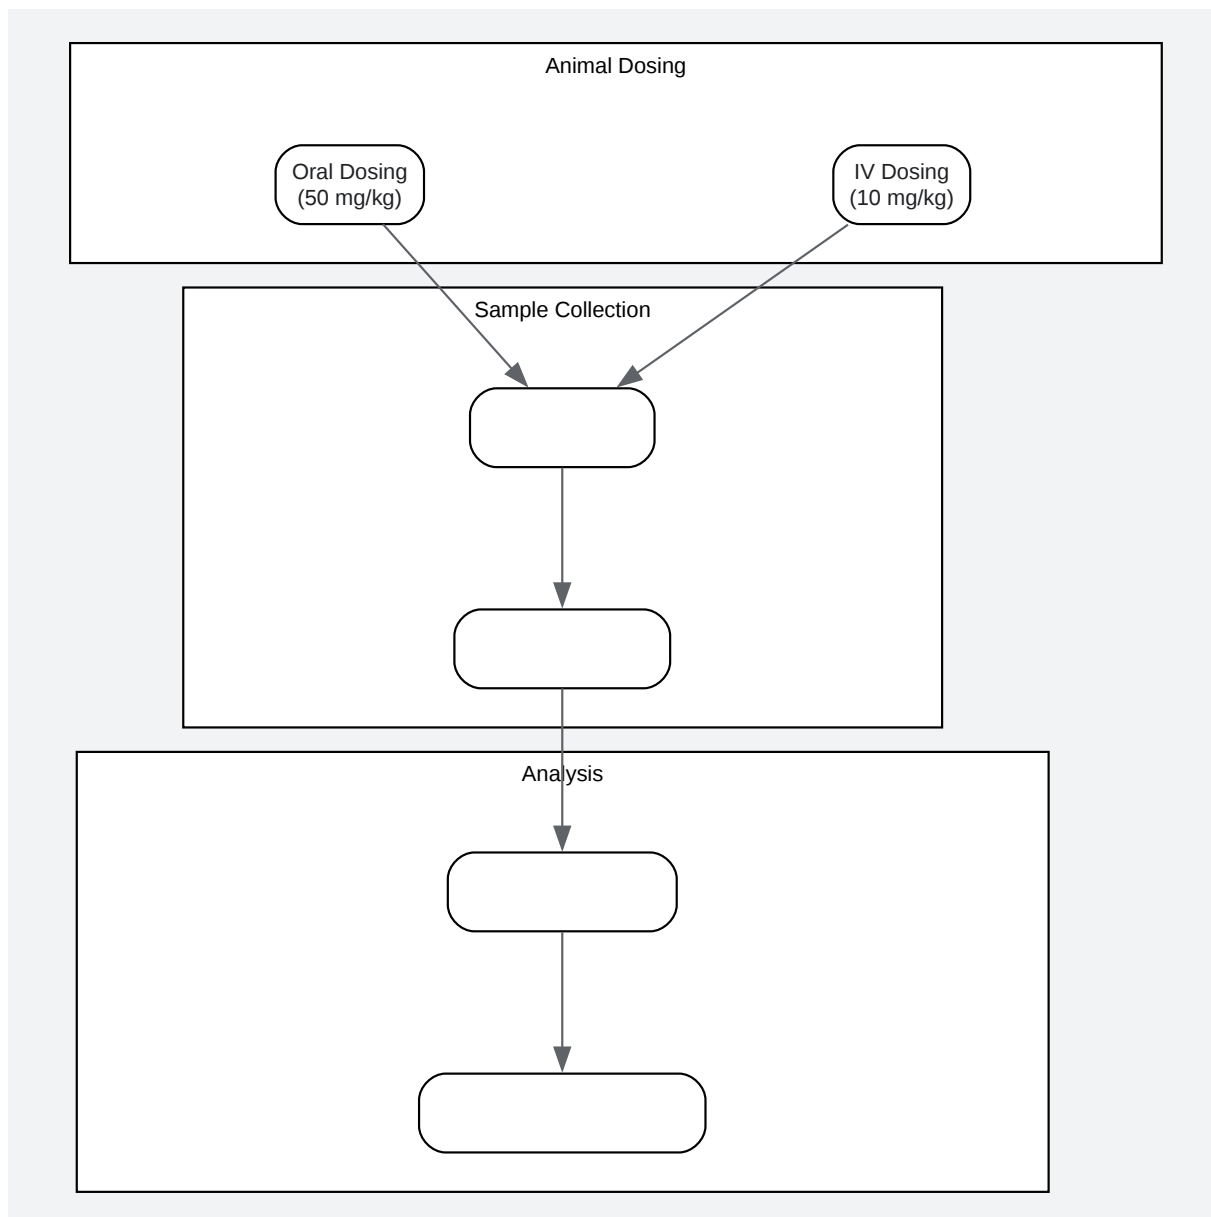 Animal Dosing
Oral Dosing
(50 mg/kg)
IV Dosing
(10 mg/kg)
Sample Collection
Analysis